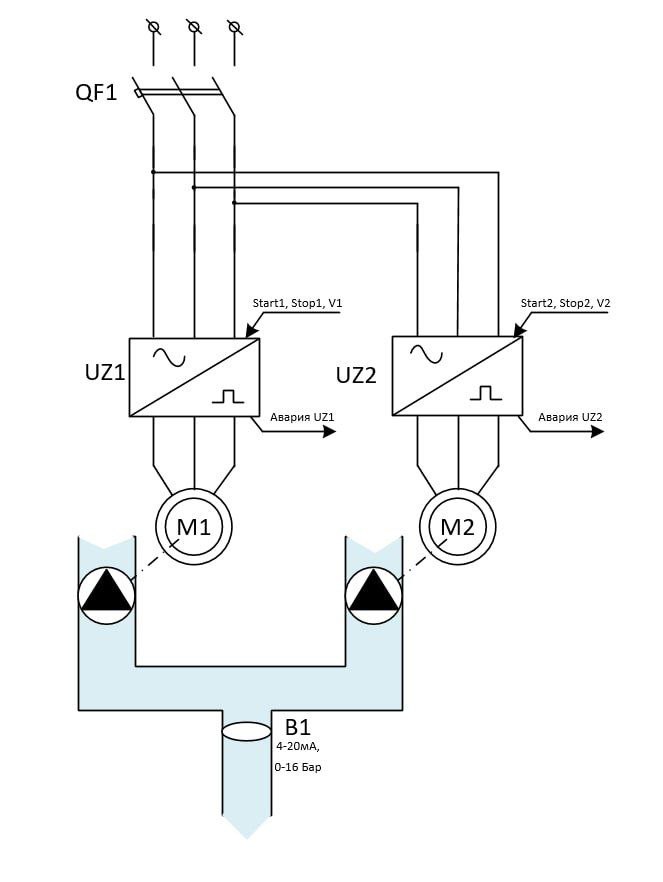 QF1
Start1, Stop1, V1
Start2, Stop2, V2
UZ1
UZ2
Авария UZ1
Авария UZ2
M1
M2
B1
4-20мА,
0-16 Бар